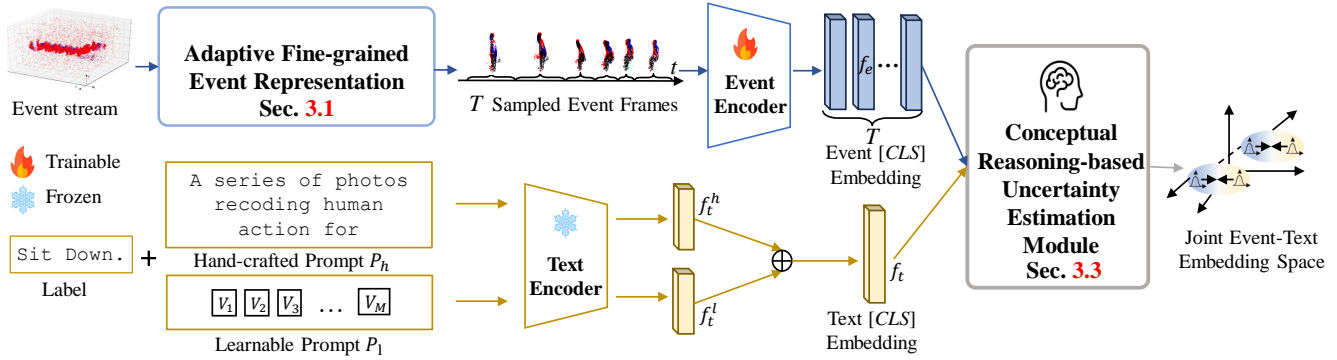 Event stream
Adaptive Fine-grained
Event Representation
Sec. 3.1
t
T Sampled Event Frames
Event
Encoder
f_e
...
T
Event [CLS]
Embedding
Conceptual
Reasoning-based
Uncertainty
Estimation
Module
Sec. 3.3
Joint Event-Text
Embedding Space
Trainable
Frozen
Sit Down.
+
Label
A series of photos
recoding human
action for
Hand-crafted Prompt P_h
V_1 V_2 V_3 ... V_M
Learnable Prompt P_l
Text
Encoder
f_t^h
f_t^l
f_t
Text [CLS]
Embedding